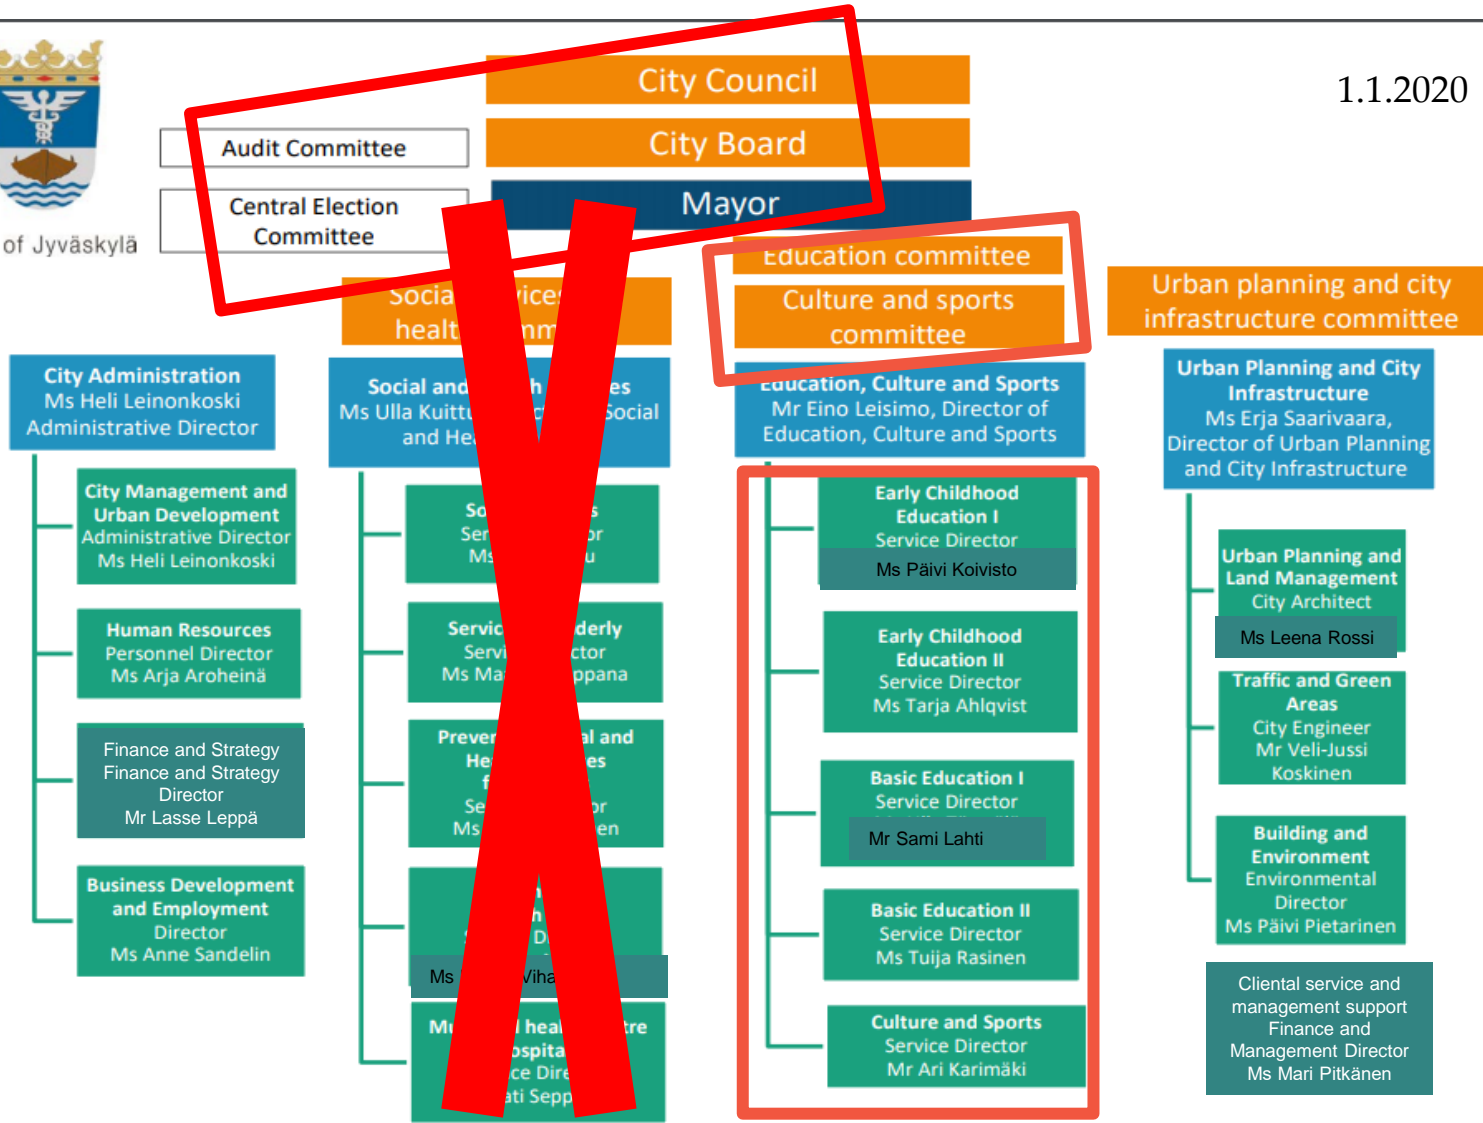 1.1.2020
of Jyväskylä
City Council
City Board
Mayor
Audit Committee
Central Election
Committee
Education committee
Culture and sports
committee
Urban planning and city
infrastructure committee
City Administration
Ms Heli Leinonkoski
Administrative Director
City Management and
Urban Development
Administrative Director
Ms Heli Leinonkoski
Human Resources
Personnel Director
Ms Arja Aroheinä
Finance and Strategy
Finance and Strategy
Director
Mr Lasse Leppä
Business Development
and Employment
Director
Ms Anne Sandelin
Social and
Ms Ulla Social
and
Ms
and
Ms
Education, Culture and Sports
Mr Eino Leisimo, Director of
Education, Culture and Sports
Early Childhood
Education I
Service Director
Ms Päivi Koivisto
Early Childhood
Education II
Service Director
Ms Tarja Ahlqvist
Basic Education I
Service Director
Mr Sami Lahti
Basic Education II
Service Director
Ms Tuija Rasinen
Culture and Sports
Service Director
Mr Ari Karimäki
Urban Planning and City
Infrastructure
Ms Erja Saarivaara,
Director of Urban Planning
and City Infrastructure
Urban Planning and
Land Management
City Architect
Ms Leena Rossi
Traffic and Green
Areas
City Engineer
Mr Veli-Jussi
Koskinen
Building and
Environment
Environmental
Director
Ms Päivi Pietarinen
Cliental service and
management support
Finance and
Management Director
Ms Mari Pitkänen